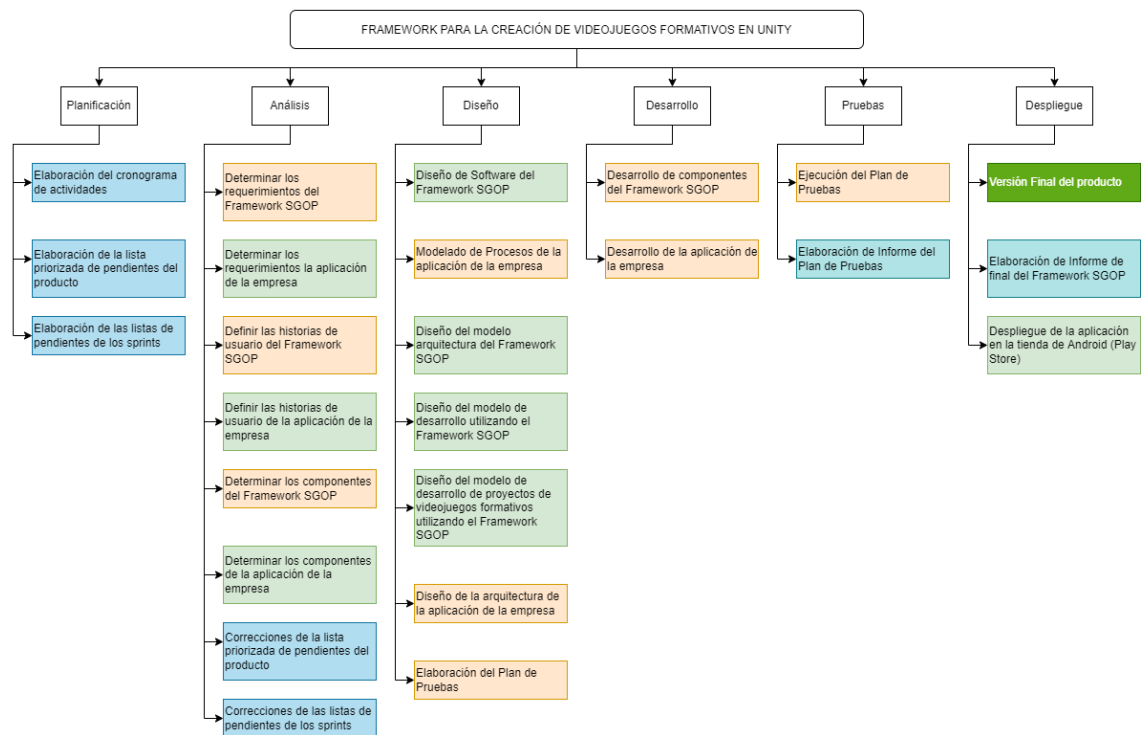 FRAMEWORK PARA LA CREACIÓN DE VIDEOJUEGOS FORMATIVOS EN UNITY
Planificación
Elaboración del cronograma
de actividades
Elaboración de la lista
priorizada de pendientes del
producto
Elaboración de las listas de
pendientes de los sprints
Análisis
Determinar los
requerimientos del
Framework SGOP
Determinar los
requerimientos la aplicación
de la empresa
Definir las historias de
usuario del Framework
SGOP
Definir las historias de
usuario de la aplicación de la
empresa
Determinar los componentes
del Framework SGOP
Determinar los componentes
de la aplicación de la
empresa
Correcciones de la lista
priorizada de pendientes del
producto
Correcciones de las listas de
pendientes de los sprints
Diseño
Diseño de Software del
Framework SGOP
Modelado de Procesos de la
aplicación de la empresa
Diseño del modelo
arquitectura del Framework
SGOP
Diseño del modelo de
desarrollo utilizando el
Framework SGOP
Diseño del modelo de
desarrollo de proyectos de
videojuegos formativos
utilizando el Framework
SGOP
Diseño de la arquitectura de
la aplicación de la empresa
Elaboración del Plan de
Pruebas
Desarrollo
Desarrollo de componentes
del Framework SGOP
Desarrollo de la aplicación de
la empresa
Pruebas
Ejecución del Plan de
Pruebas
Elaboración de Informe del
Plan de Pruebas
Despliegue
Versión Final del producto
Elaboración de Informe de
final del Framework SGOP
Despliegue de la aplicación
en la tienda de Android (Play
Store)